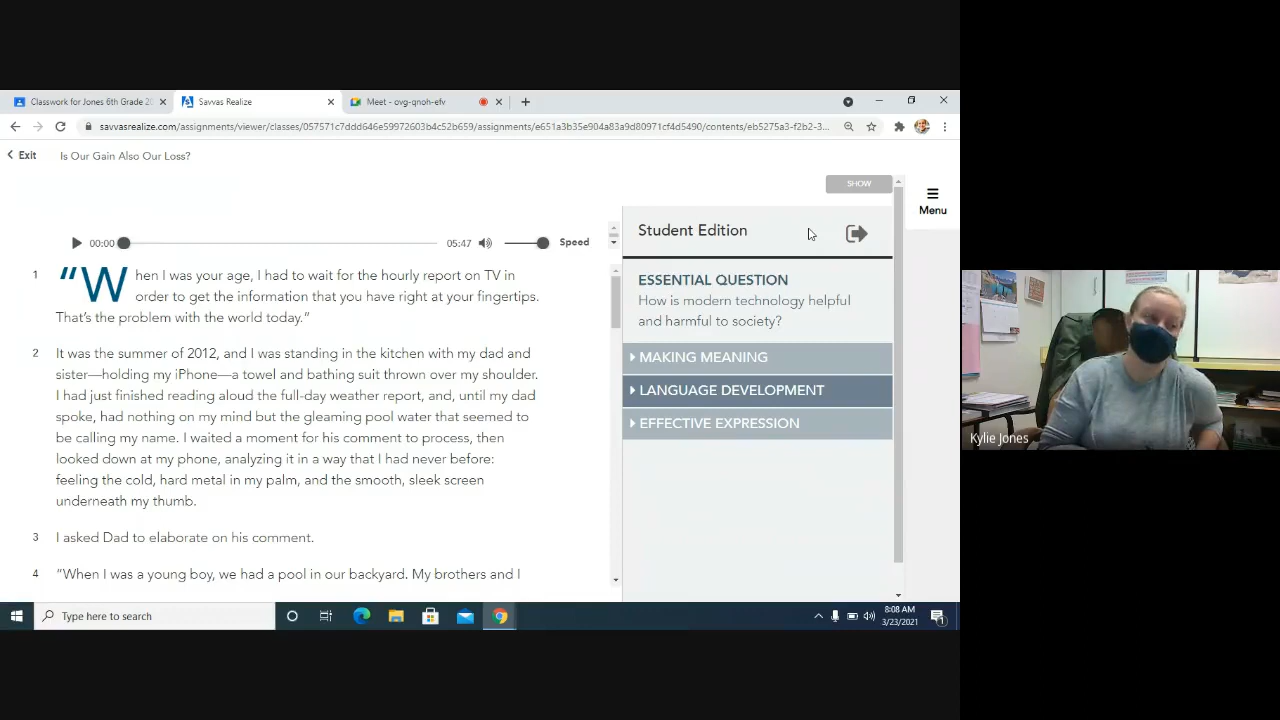 Classwork for Jones 6th Grade 20
Savvas Realize
Meet - ovg-qnoh-efv
savvasrealize.com/assignments/viewer/classes/057571c7ddd646e59972603b4c52b659/assignments/e651a3b35e904a83a9d80971cf4d5490/contents/eb5275a3-f2b2-3...
Exit
Is Our Gain Also Our Loss?
SHOW
Menu
00:00
05:47
Speed
Student Edition
ESSENTIAL QUESTION
How is modern technology helpful
and harmful to society?
MAKING MEANING
LANGUAGE DEVELOPMENT
EFFECTIVE EXPRESSION
1 “When I was your age, I had to wait for the hourly report on TV in
order to get the information that you have right at your fingertips.
That’s the problem with the world today.”
2 It was the summer of 2012, and I was standing in the kitchen with my dad and
sister—holding my iPhone—a towel and bathing suit thrown over my shoulder.
I had just finished reading aloud the full-day weather report, and, until my dad
spoke, had nothing on my mind but the gleaming pool water that seemed to
be calling my name. I waited a moment for his comment to process, then
looked down at my phone, analyzing it in a way that I had never before:
feeling the cold, hard metal in my palm, and the smooth, sleek screen
underneath my thumb.
3 I asked Dad to elaborate on his comment.
4 “When I was a young boy, we had a pool in our backyard. My brothers and I
Kylie Jones
Type here to search
8:08 AM
3/23/2021
1